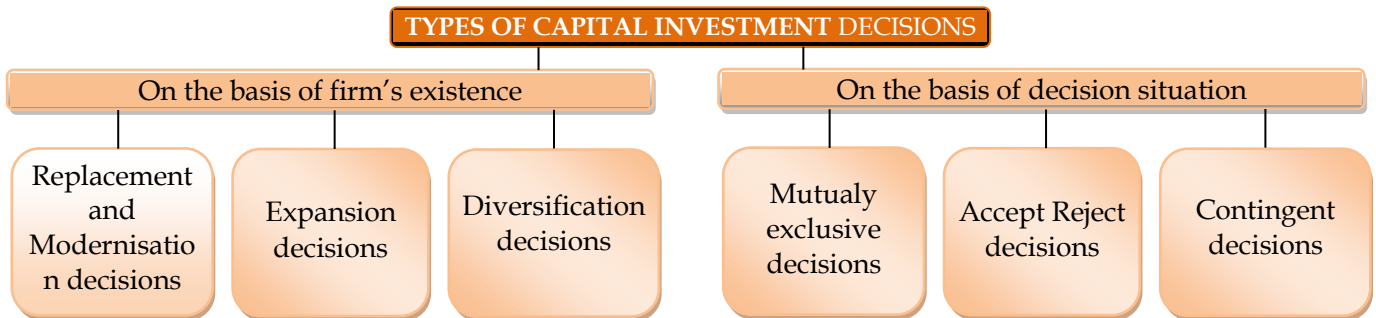 TYPES OF CAPITAL INVESTMENT DECISIONS
On the basis of firm's existence
On the basis of decision situation
Replacement
and
Modernisatio
n decisions
Expansion
decisions
Diversification
decisions
Mutualy
exclusive
decisions
Accept Reject
decisions
Contingent
decisions